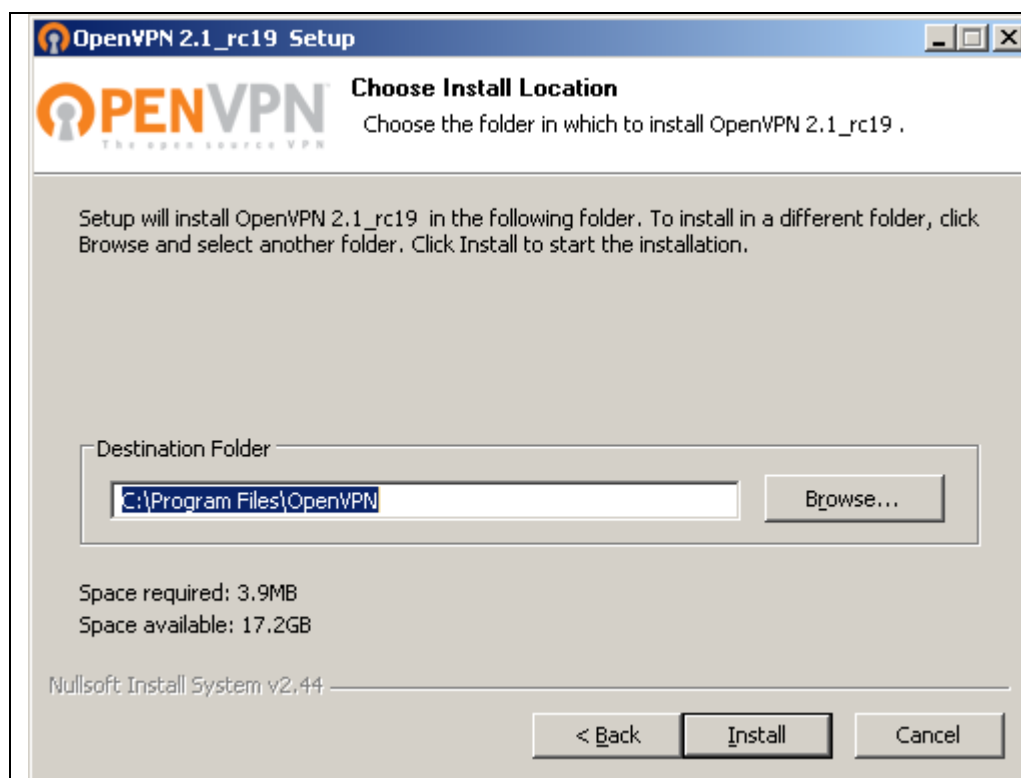 OpenVPN 2.1_rc19 Setup
OPENVPN
The open source VPN
Choose Install Location
Choose the folder in which to install OpenVPN 2.1_rc19 .
Setup will install OpenVPN 2.1_rc19 in the following folder. To install in a different folder, click
Browse and select another folder. Click Install to start the installation.
Destination Folder
C:\Program Files\OpenVPN
Browse...
Space required: 3.9MB
Space available: 17.2GB
Nullsoft Install System v2.44
< Back
Install
Cancel